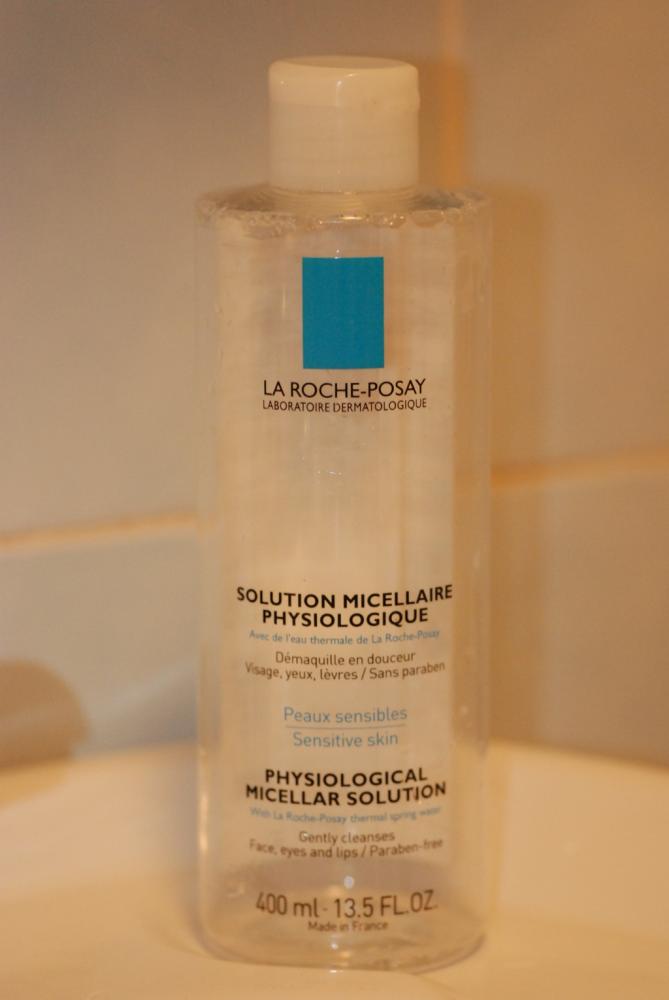 LA ROCHE-POSAY
LABORATOIRE DERMATOLOGIQUE
SOLUTION MICELLAIRE
PHYSIOLOGIQUE
Avec de l'eau thermale de La Roche-Posay
Démaquille en douceur
Visage, yeux, lèvres / Sans paraben
Peaux sensibles
Sensitive skin
PHYSIOLOGICAL
MICELLAR SOLUTION
With La Roche-Posay thermal spring water
Gently cleanses
Face, eyes and lips / Paraben-free
400 ml - 13.5 FL.OZ.
Made in France